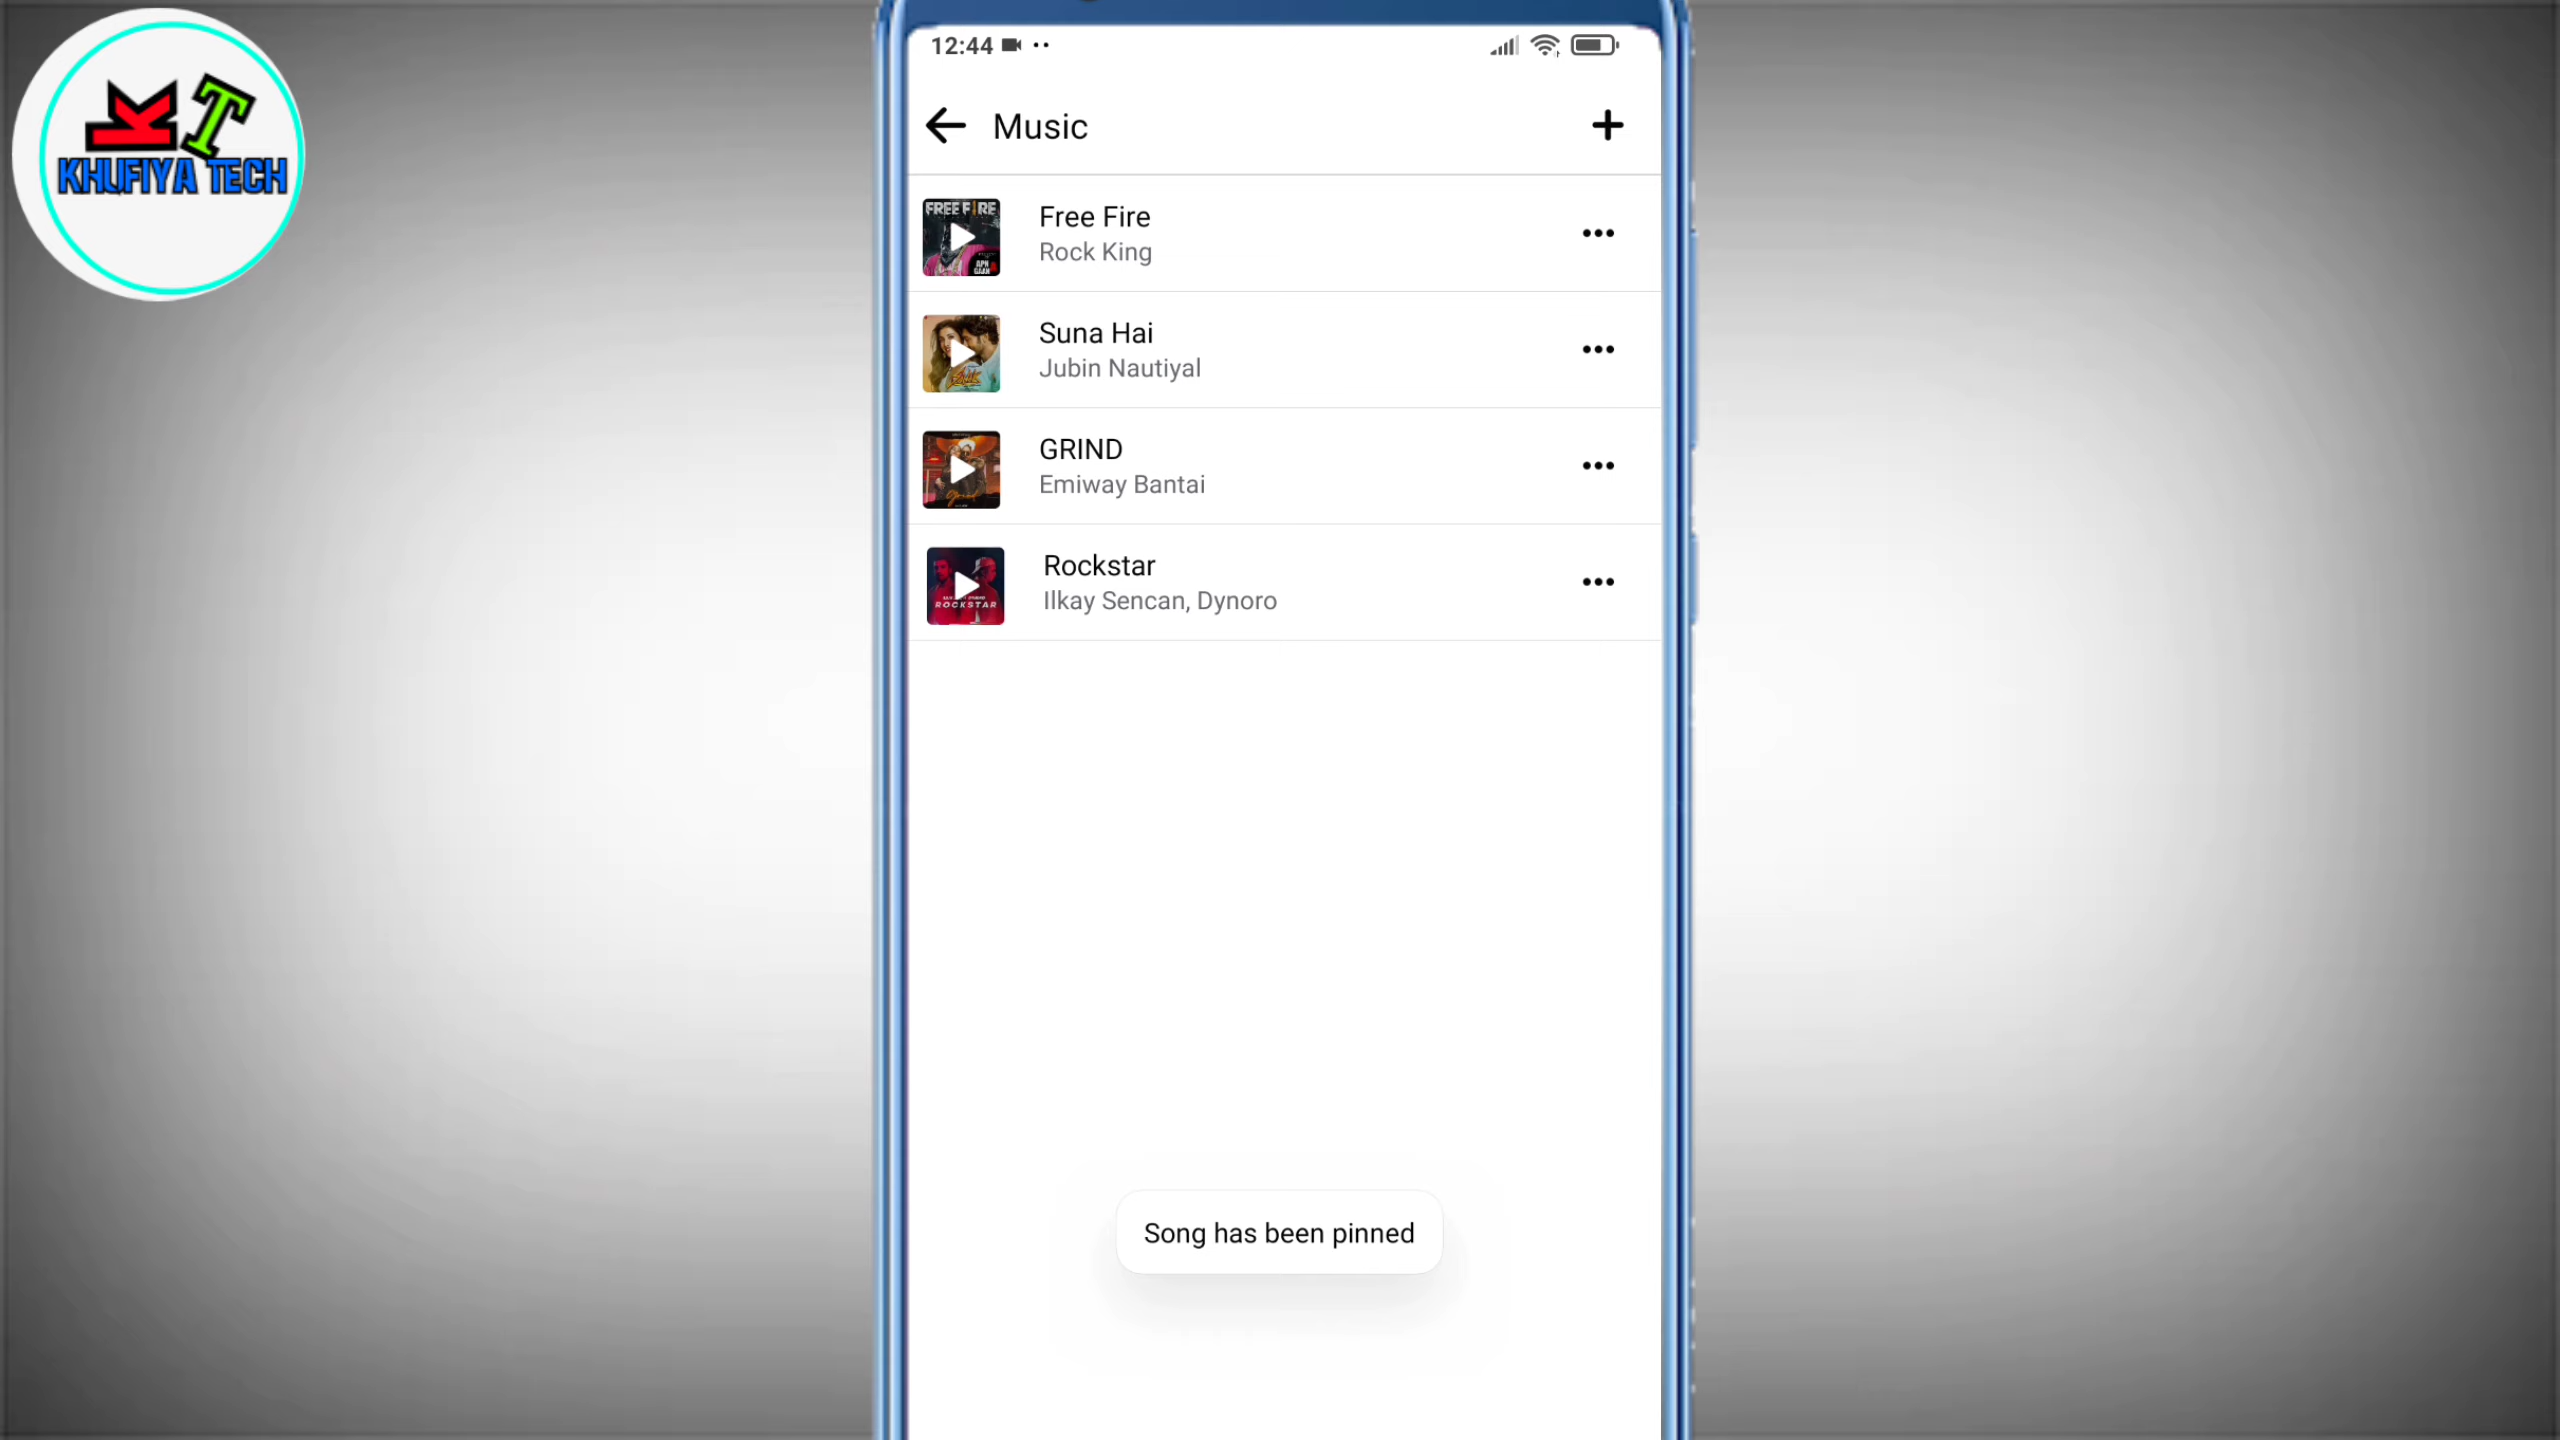 KT
KHUFIYA TECH
12:44
Music
FREE FIRE
Free Fire
Rock King
Suna Hai
Jubin Nautiyal
GRIND
Emiway Bantai
ROCKSTAR
Rockstar
Ilkay Sencan, Dynoro
Song has been pinned